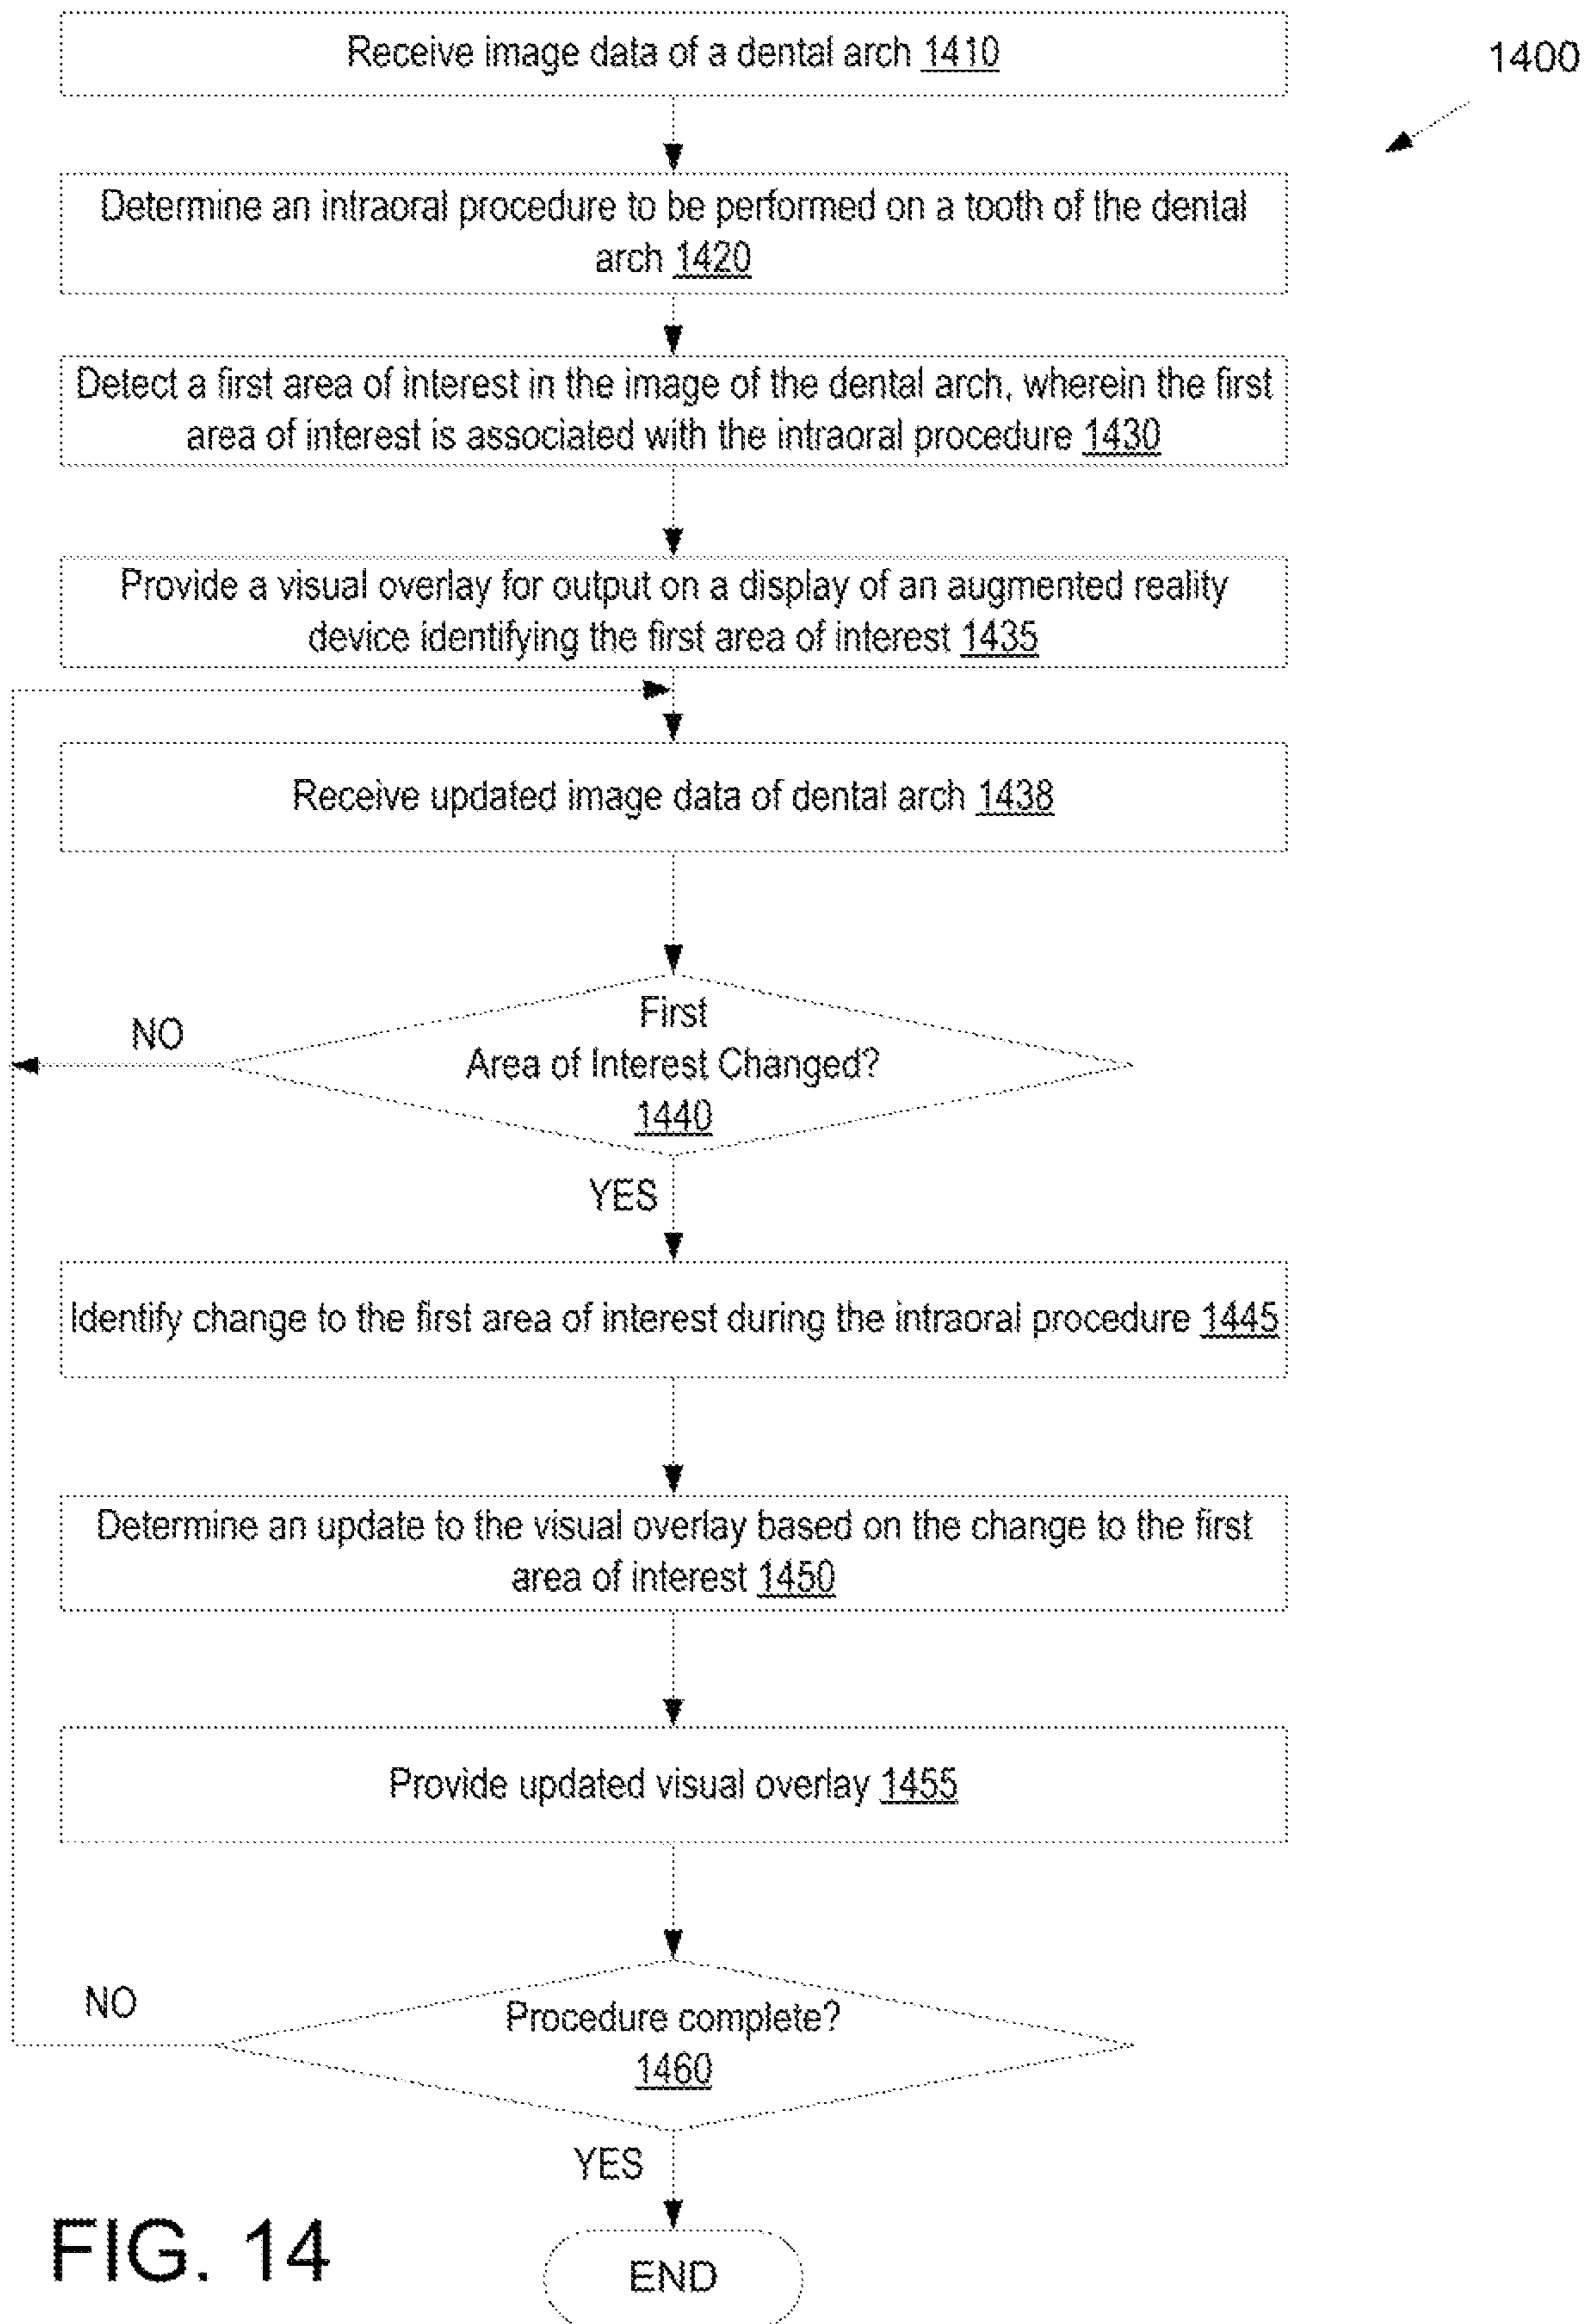 Receive image data of a dental arch 1410
1400
Determine an intraoral procedure to be performed on a tooth of the dental
arch 1420
Detect a first area of interest in the image of the dental arch, wherein the first
area of interest is associated with the intraoral procedure 1430
Provide a visual overlay for output on a display of an augmented reality
device identifying the first area of interest 1435
Receive updated image data of dental arch 1438
First
Area of Interest Changed?
1440
NO
YES
Identify change to the first area of interest during the intraoral procedure 1445
Determine an update to the visual overlay based on the change to the first
area of interest 1450
Provide updated visual overlay 1455
Procedure complete?
1460
NO
YES
END
FIG. 14